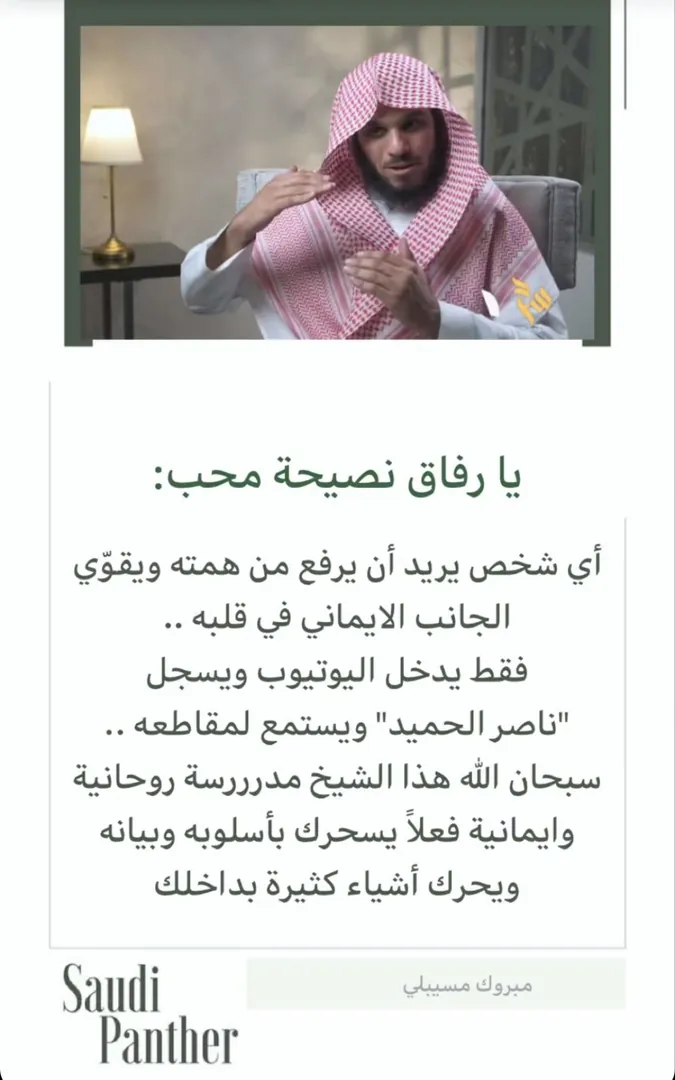 يا رفاق نصيحة محب:
أي شخص يريد أن يرفع من همته ويقوّي
الجانب الايماني في قلبه ..
فقط يدخل اليوتيوب ويسجل
"ناصر الحميد" ويستمع لمقاطعه ..
سبحان الله هذا الشيخ مدرررسة روحانية
وايمانية فعلاً يسحرك بأسلوبه وبيانه
ويحرك أشياء كثيرة بداخلك
مبروك مسيبلي
Saudi
Panther